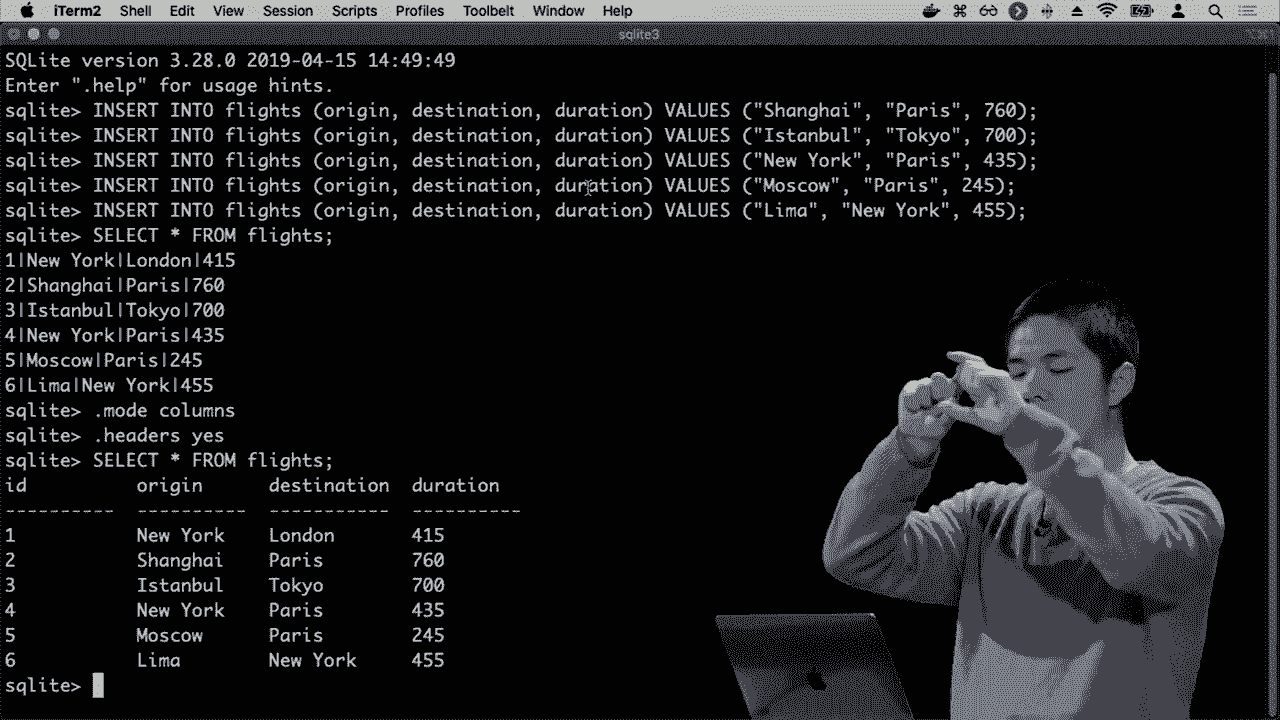 iTerm2 Shell Edit View Session Scripts Profiles Toolbelt Window Help
sqlite3
SQLite version 3.28.0 2019-04-15 14:49:49
Enter ".help" for usage hints.
sqlite> INSERT INTO flights (origin, destination, duration) VALUES ("Shanghai", "Paris", 760);
sqlite> INSERT INTO flights (origin, destination, duration) VALUES ("Istanbul", "Tokyo", 700);
sqlite> INSERT INTO flights (origin, destination, duration) VALUES ("New York", "Paris", 435);
sqlite> INSERT INTO flights (origin, destination, duration) VALUES ("Moscow", "Paris", 245);
sqlite> INSERT INTO flights (origin, destination, duration) VALUES ("Lima", "New York", 455);
sqlite> SELECT * FROM flights;
1|New York|London|415
2|Shanghai|Paris|760
3|Istanbul|Tokyo|700
4|New York|Paris|435
5|Moscow|Paris|245
6|Lima|New York|455
sqlite> .mode columns
sqlite> .headers yes
sqlite> SELECT * FROM flights;
id origin destination duration
---------- ---------- ----------- ----------
1 New York London 415
2 Shanghai Paris 760
3 Istanbul Tokyo 700
4 New York Paris 435
5 Moscow Paris 245
6 Lima New York 455
sqlite>